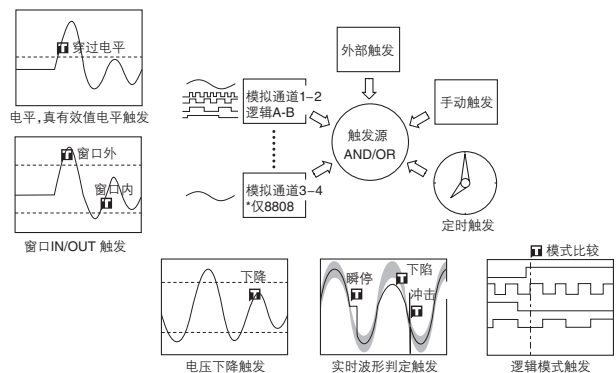 穿过电平
电平,真有效值电平触发
窗口外
窗口内
窗口IN/OUT 触发
外部触发
模拟通道1-2
逻辑A-B
手动触发
触发源
AND/OR
模拟通道3-4
*仅8808
定时触发
下降
电压下降触发
瞬停
下陷
冲击
实时波形判定触发
模式比较
逻辑模式触发